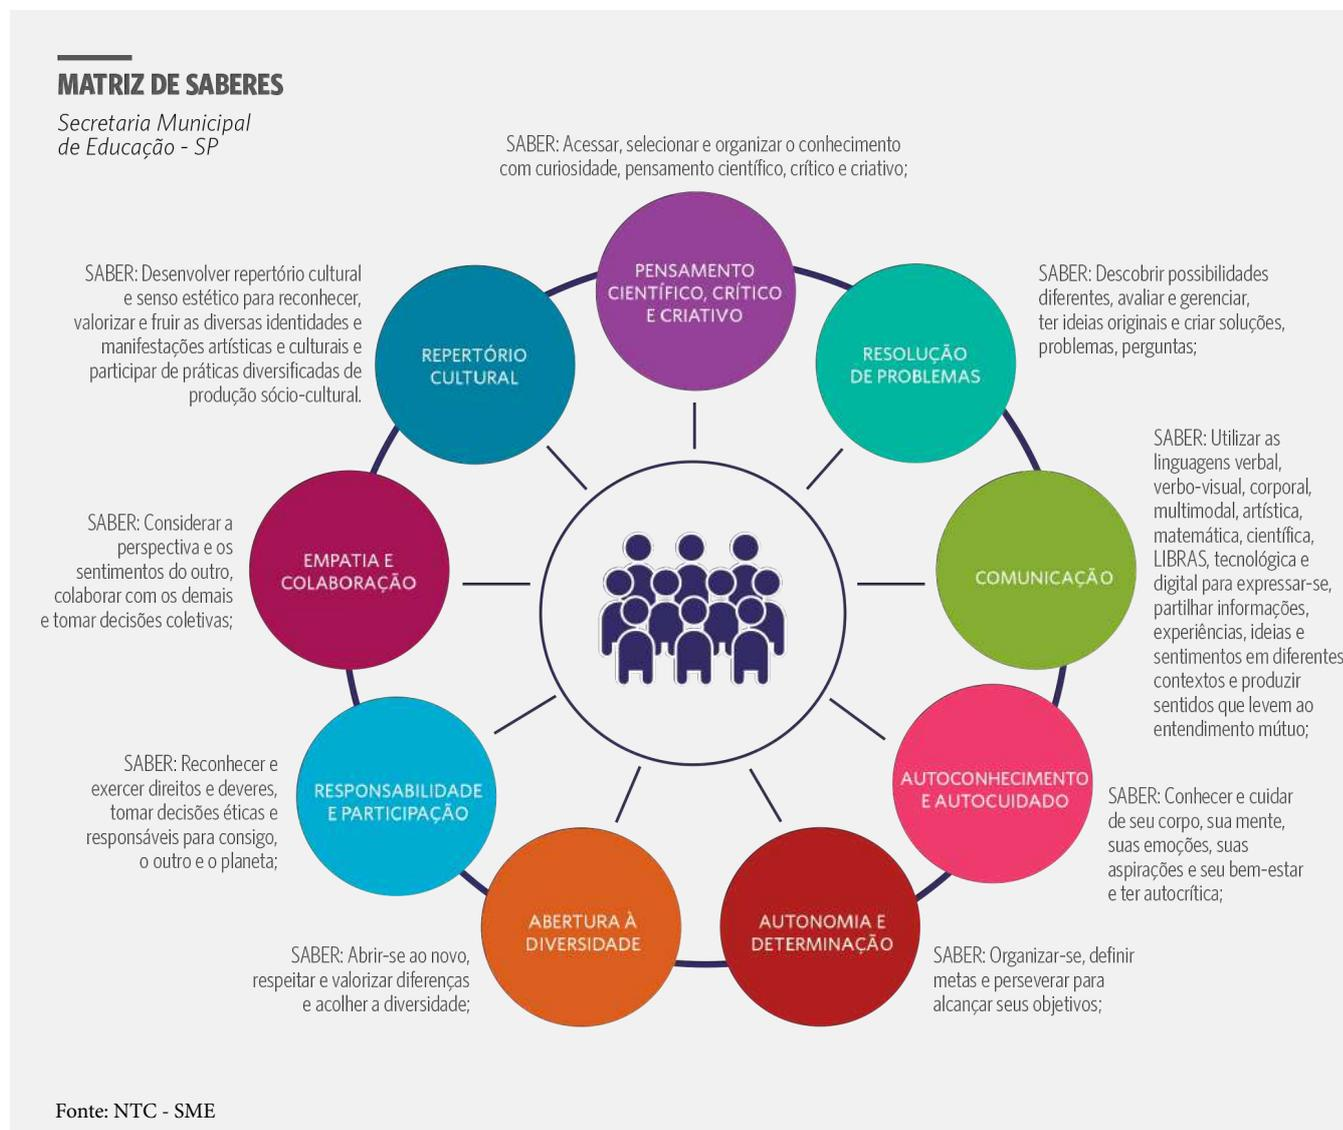 MATRIZ DE SABERES
Secretaria Municipal
de Educação - SP
SABER: Acessar, selecionar e organizar o conhecimento
com curiosidade, pensamento científico, crítico e criativo;
PENSAMENTO
CIENTÍFICO, CRÍTICO
E CRIATIVO
RESOLUÇÃO
DE PROBLEMAS
SABER: Descobrir possibilidades
diferentes, avaliar e gerenciar,
ter ideias originais e criar soluções,
problemas, perguntas;
COMUNICAÇÃO
SABER: Utilizar as
linguagens verbal,
verbo-visual, corporal,
multimodal, artística,
matemática, científica,
LIBRAS, tecnológica e
digital para expressar-se,
partilhar informações,
experiências, ideias e
sentimentos em diferentes
contextos e produzir
sentidos que levem ao
entendimento mútuo;
AUTOCONHECIMENTO
E AUTOCUIDADO
SABER: Conhecer e cuidar
de seu corpo, sua mente,
suas emoções, suas
aspirações e seu bem-estar
e ter autocrítica;
AUTONOMIA E
DETERMINAÇÃO
SABER: Organizar-se, definir
metas e perseverar para
alcançar seus objetivos;
ABERTURA À
DIVERSIDADE
SABER: Abrir-se ao novo,
respeitar e valorizar diferenças
e acolher a diversidade;
RESPONSABILIDADE
E PARTICIPAÇÃO
SABER: Reconhecer e
exercer direitos e deveres,
tomar decisões éticas e
responsáveis para consigo,
o outro e o planeta;
EMPATIA E
COLABORAÇÃO
SABER: Considerar a
perspectiva e os
sentimentos do outro,
colaborar com os demais
e tomar decisões coletivas;
REPERTÓRIO
CULTURAL
SABER: Desenvolver repertório cultural
e senso estético para reconhecer,
valorizar e fruir as diversas identidades e
manifestações artísticas e culturais e
participar de práticas diversificadas de
produção sócio-cultural.
Fonte: NTC - SME